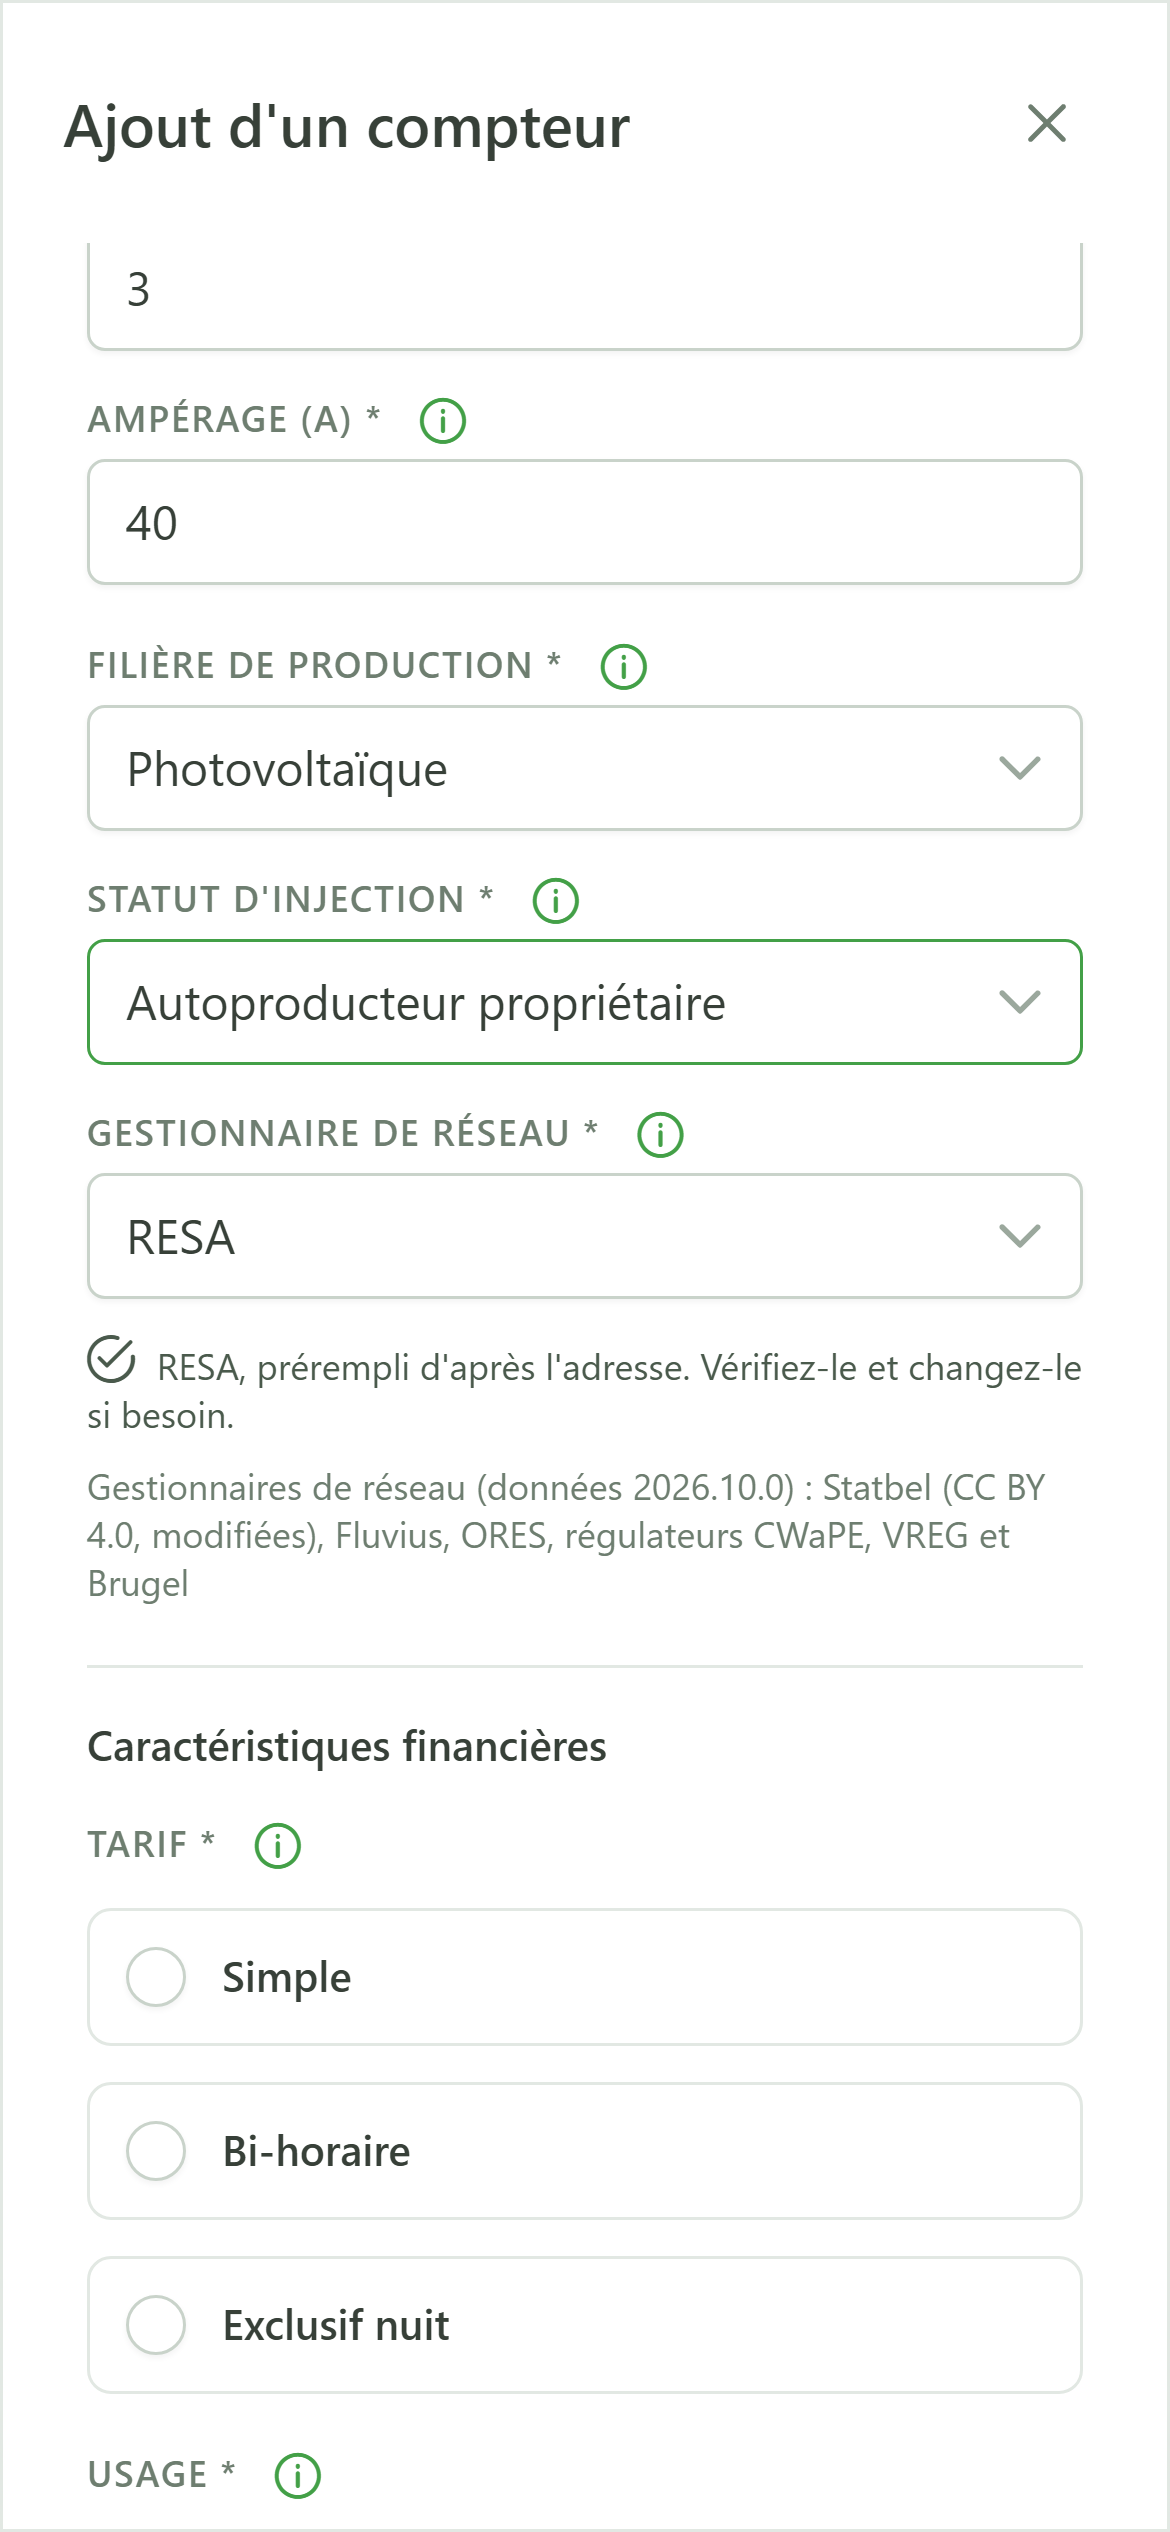 Ajout d'un compteur
3
AMPÉRAGE (A) *
40
FILIÈRE DE PRODUCTION *
Photovoltaïque
STATUT D'INJECTION *
Autoproducteur propriétaire
GESTIONNAIRE DE RÉSEAU *
RESA
RESA, prérempli d'après l'adresse. Vérifiez-le et changez-le
si besoin.
Gestionnaires de réseau (données 2026.10.0) : Statbel (CC BY
4.0, modifiées), Fluvius, ORES, régulateurs CWaPE, VREG et
Brugel
Caractéristiques financières
TARIF *
Simple
Bi-horaire
Exclusif nuit
USAGE *